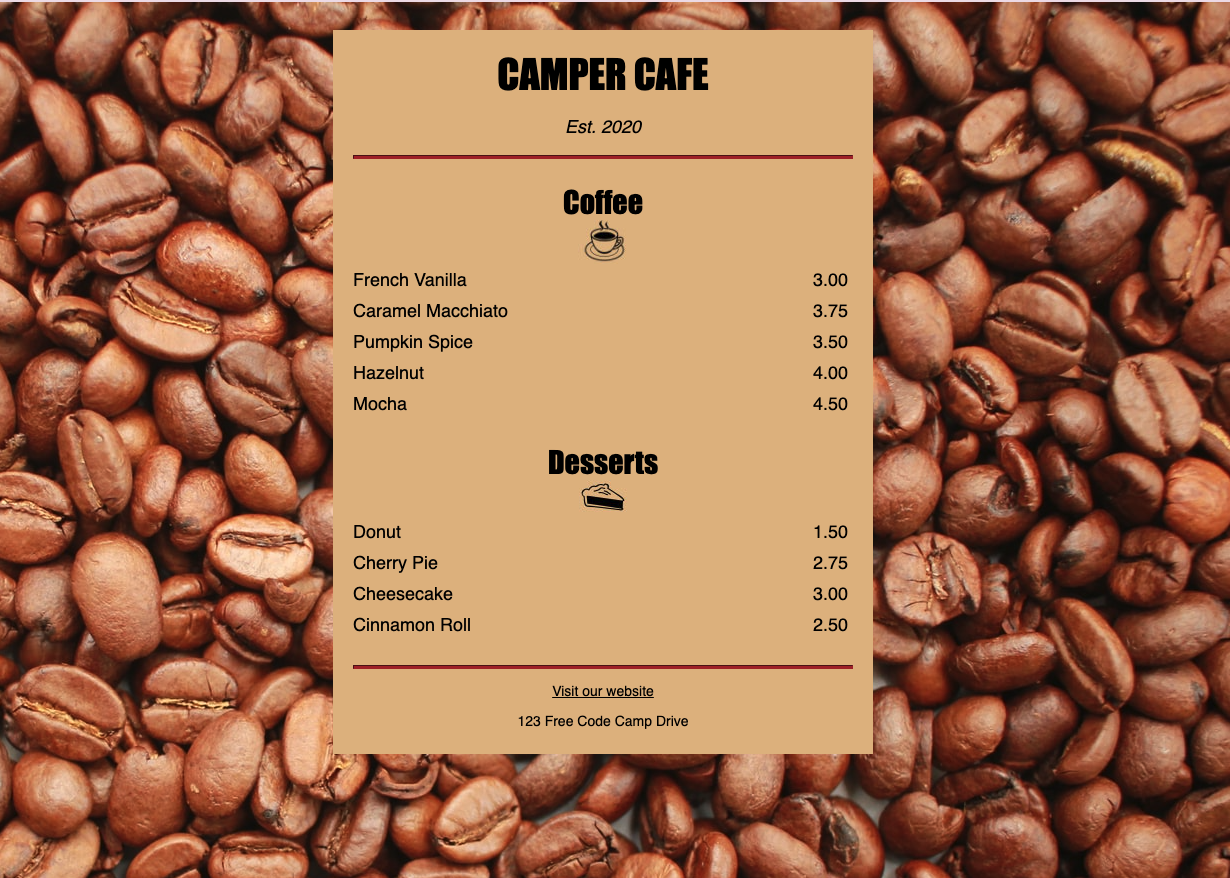 CAMPER CAFE
Est. 2020
Coffee
French Vanilla 3.00
Caramel Macchiato 3.75
Pumpkin Spice 3.50
Hazelnut 4.00
Mocha 4.50
Desserts
Donut 1.50
Cherry Pie 2.75
Cheesecake 3.00
Cinnamon Roll 2.50
Visit our website
123 Free Code Camp Drive